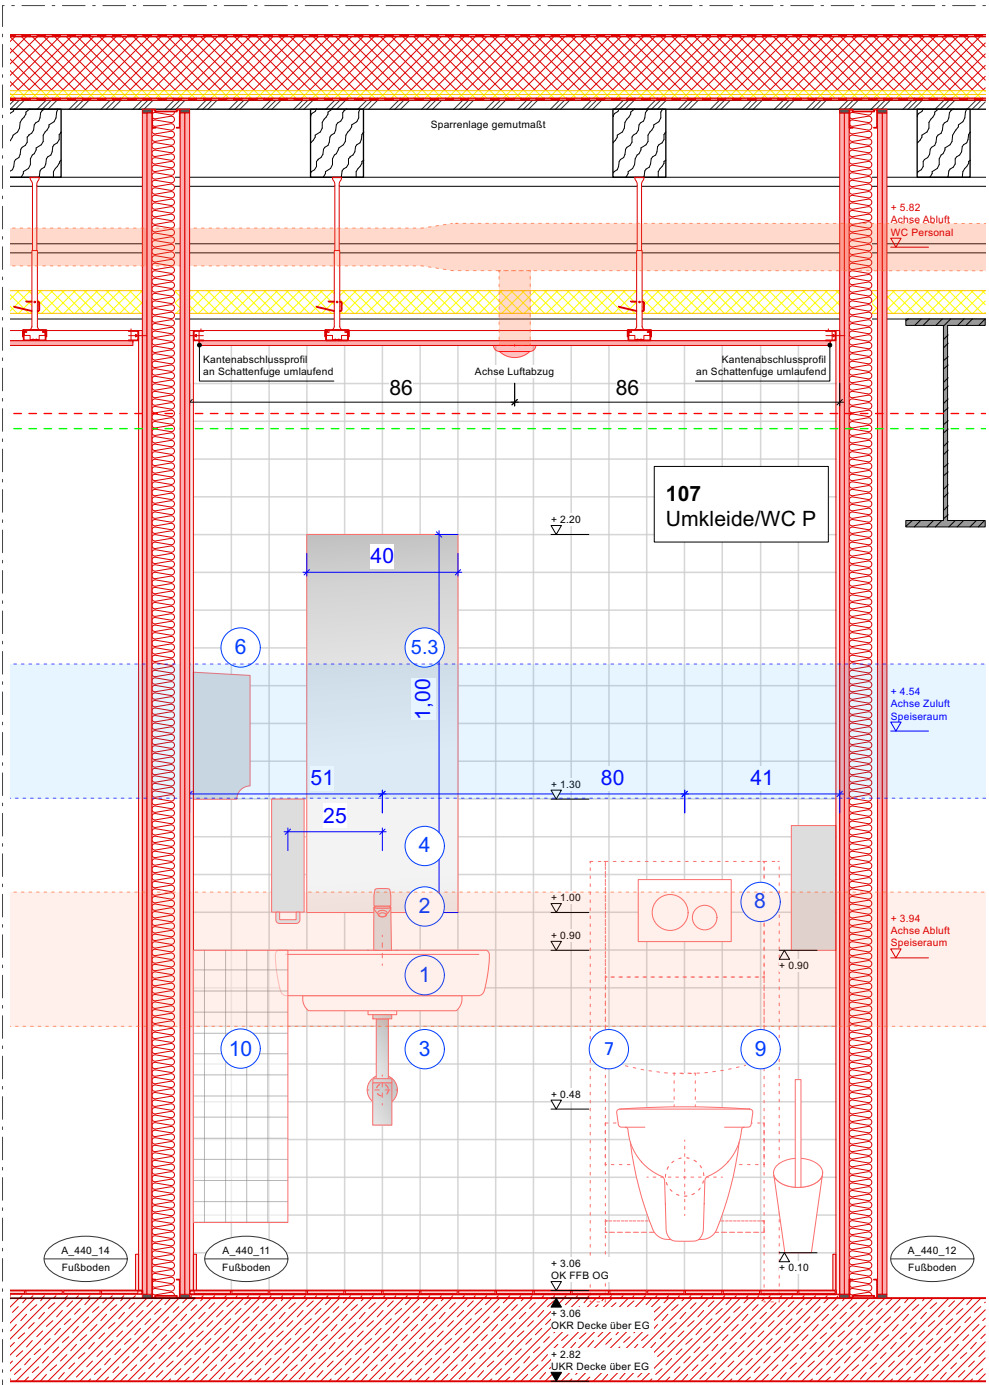 Sparrenlage gemutmaßt
+ 5.82
Achse Abluft
WC Personal
Kantenabschlussprofil
an Schattenfuge umlaufend
Achse Luftabzug
Kantenabschlussprofil
an Schattenfuge umlaufend
86
86
107
Umkleide/WC P
+ 2.20
40
6
5.3
1,00
+ 4.54
Achse Zuluft
Speiseraum
51
+ 1.30
80
41
25
4
2
+ 1.00
8
+ 0.90
+ 3.94
Achse Abluft
Speiseraum
+ 0.90
1
10
3
7
9
+ 0.48
A_440_14
Fußboden
A_440_11
Fußboden
+ 0.10
A_440_12
Fußboden
+ 3.06
OK FFB OG
+ 3.06
OKR Decke über EG
+ 2.82
UKR Decke über EG